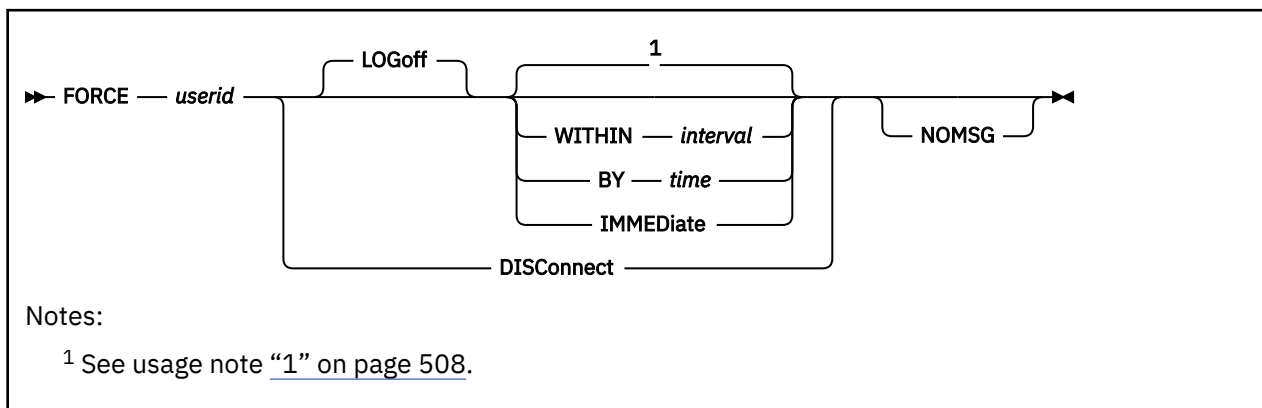 1
LOGoff
FORCE userid
WITHIN interval
NOMSG
BY time
IMMEDiate
DISConnect
Notes:
1 See usage note “1” on page 508.